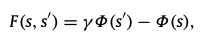 F(s, s′) = γΦ(s′) − Φ(s),